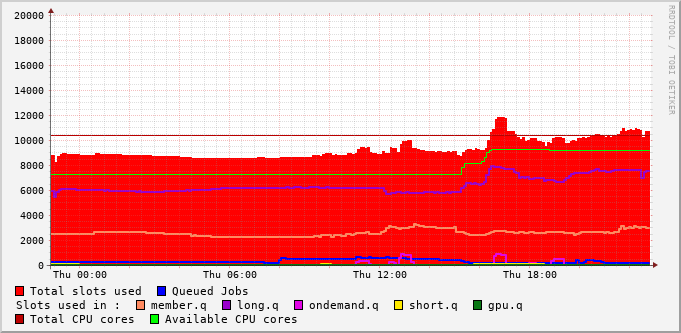 20000
18000
16000
14000
12000
10000
8000
6000
4000
2000
0
Thu 00:00 Thu 06:00 Thu 12:00 Thu 18:00
RRDTOOL / TOBI OETIKER
Total slots used Queued Jobs
Slots used in : member.q long.q ondemand.q short.q gpu.q
Total CPU cores Available CPU cores